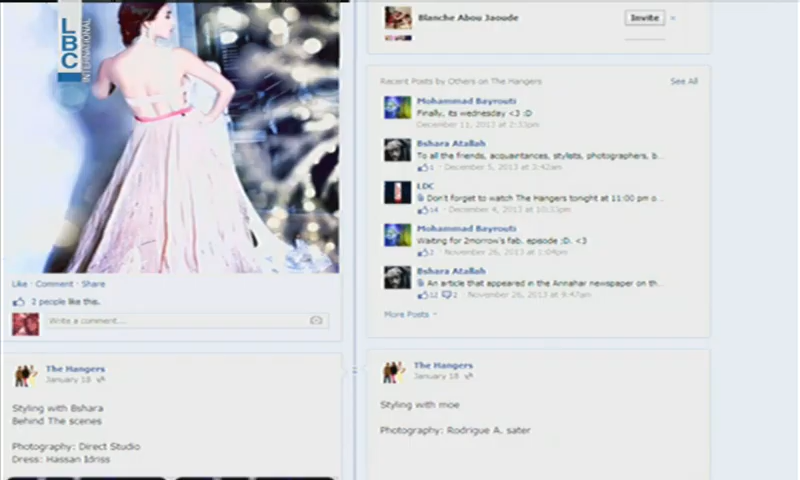 LBC
INTERNATIONAL
Like · Comment · Share
2 people like this.
Write a comment...
The Hangers
January 18
Styling with Bshara
Behind The scenes
Photography: Direct Studio
Dress: Hassan Idriss
Blanche Abou Jaoude
Invite
Recent Posts by Others on The Hangers
See All
Mohammad Bayrouti
Finally, its wednesday <3 :D
December 11, 2013 at 2:33pm
Bshara Atallah
To all the friends, acquaintances, stylists, photographers, b...
1 · December 5, 2013 at 3:42am
LDC
Don't forget to watch The Hangers tonight at 11:00 pm o...
14 · December 4, 2013 at 10:33pm
Mohammad Bayrouti
Waiting for 2morrow's fab. episode ;D. <3
2 · November 26, 2013 at 1:04pm
Bshara Atallah
An article that appeared in the Annahar newspaper on th...
12 2 · November 26, 2013 at 9:47am
More Posts
The Hangers
January 18
Styling with moe
Photography: Rodrigue A. sater